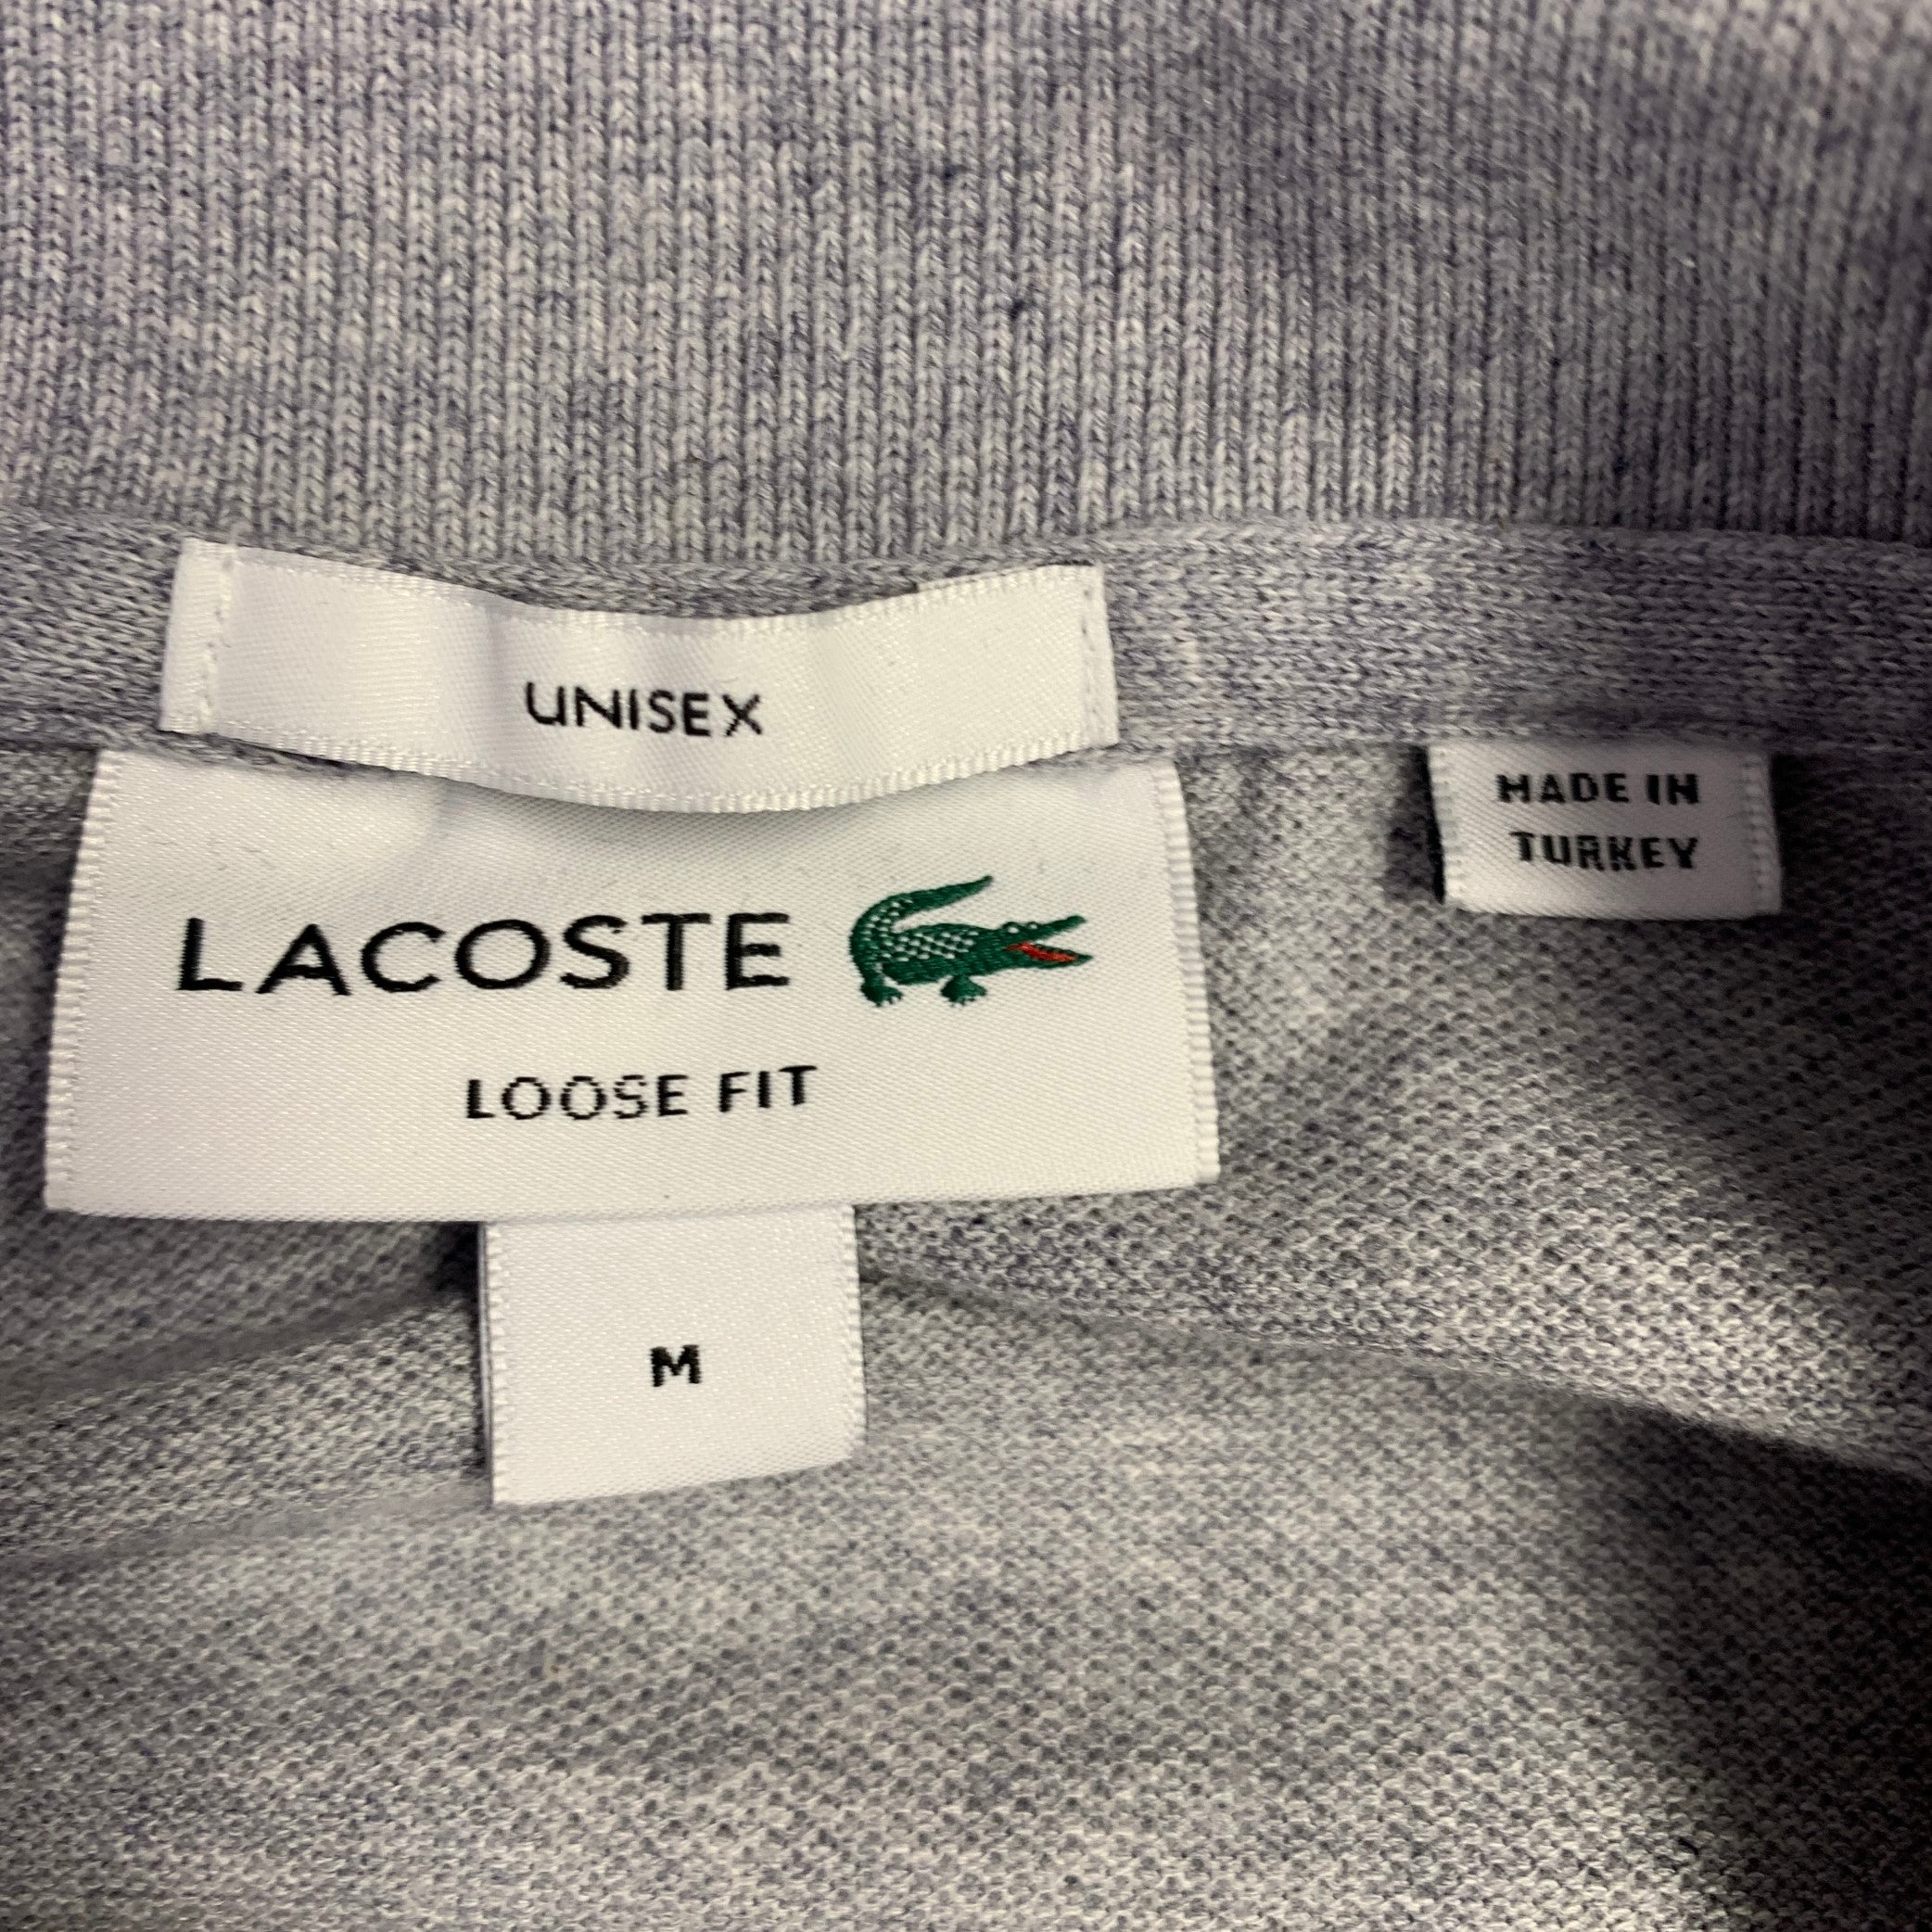 UNISEX
LACOSTE
LOOSE FIT
M
MADE IN
TURKEY